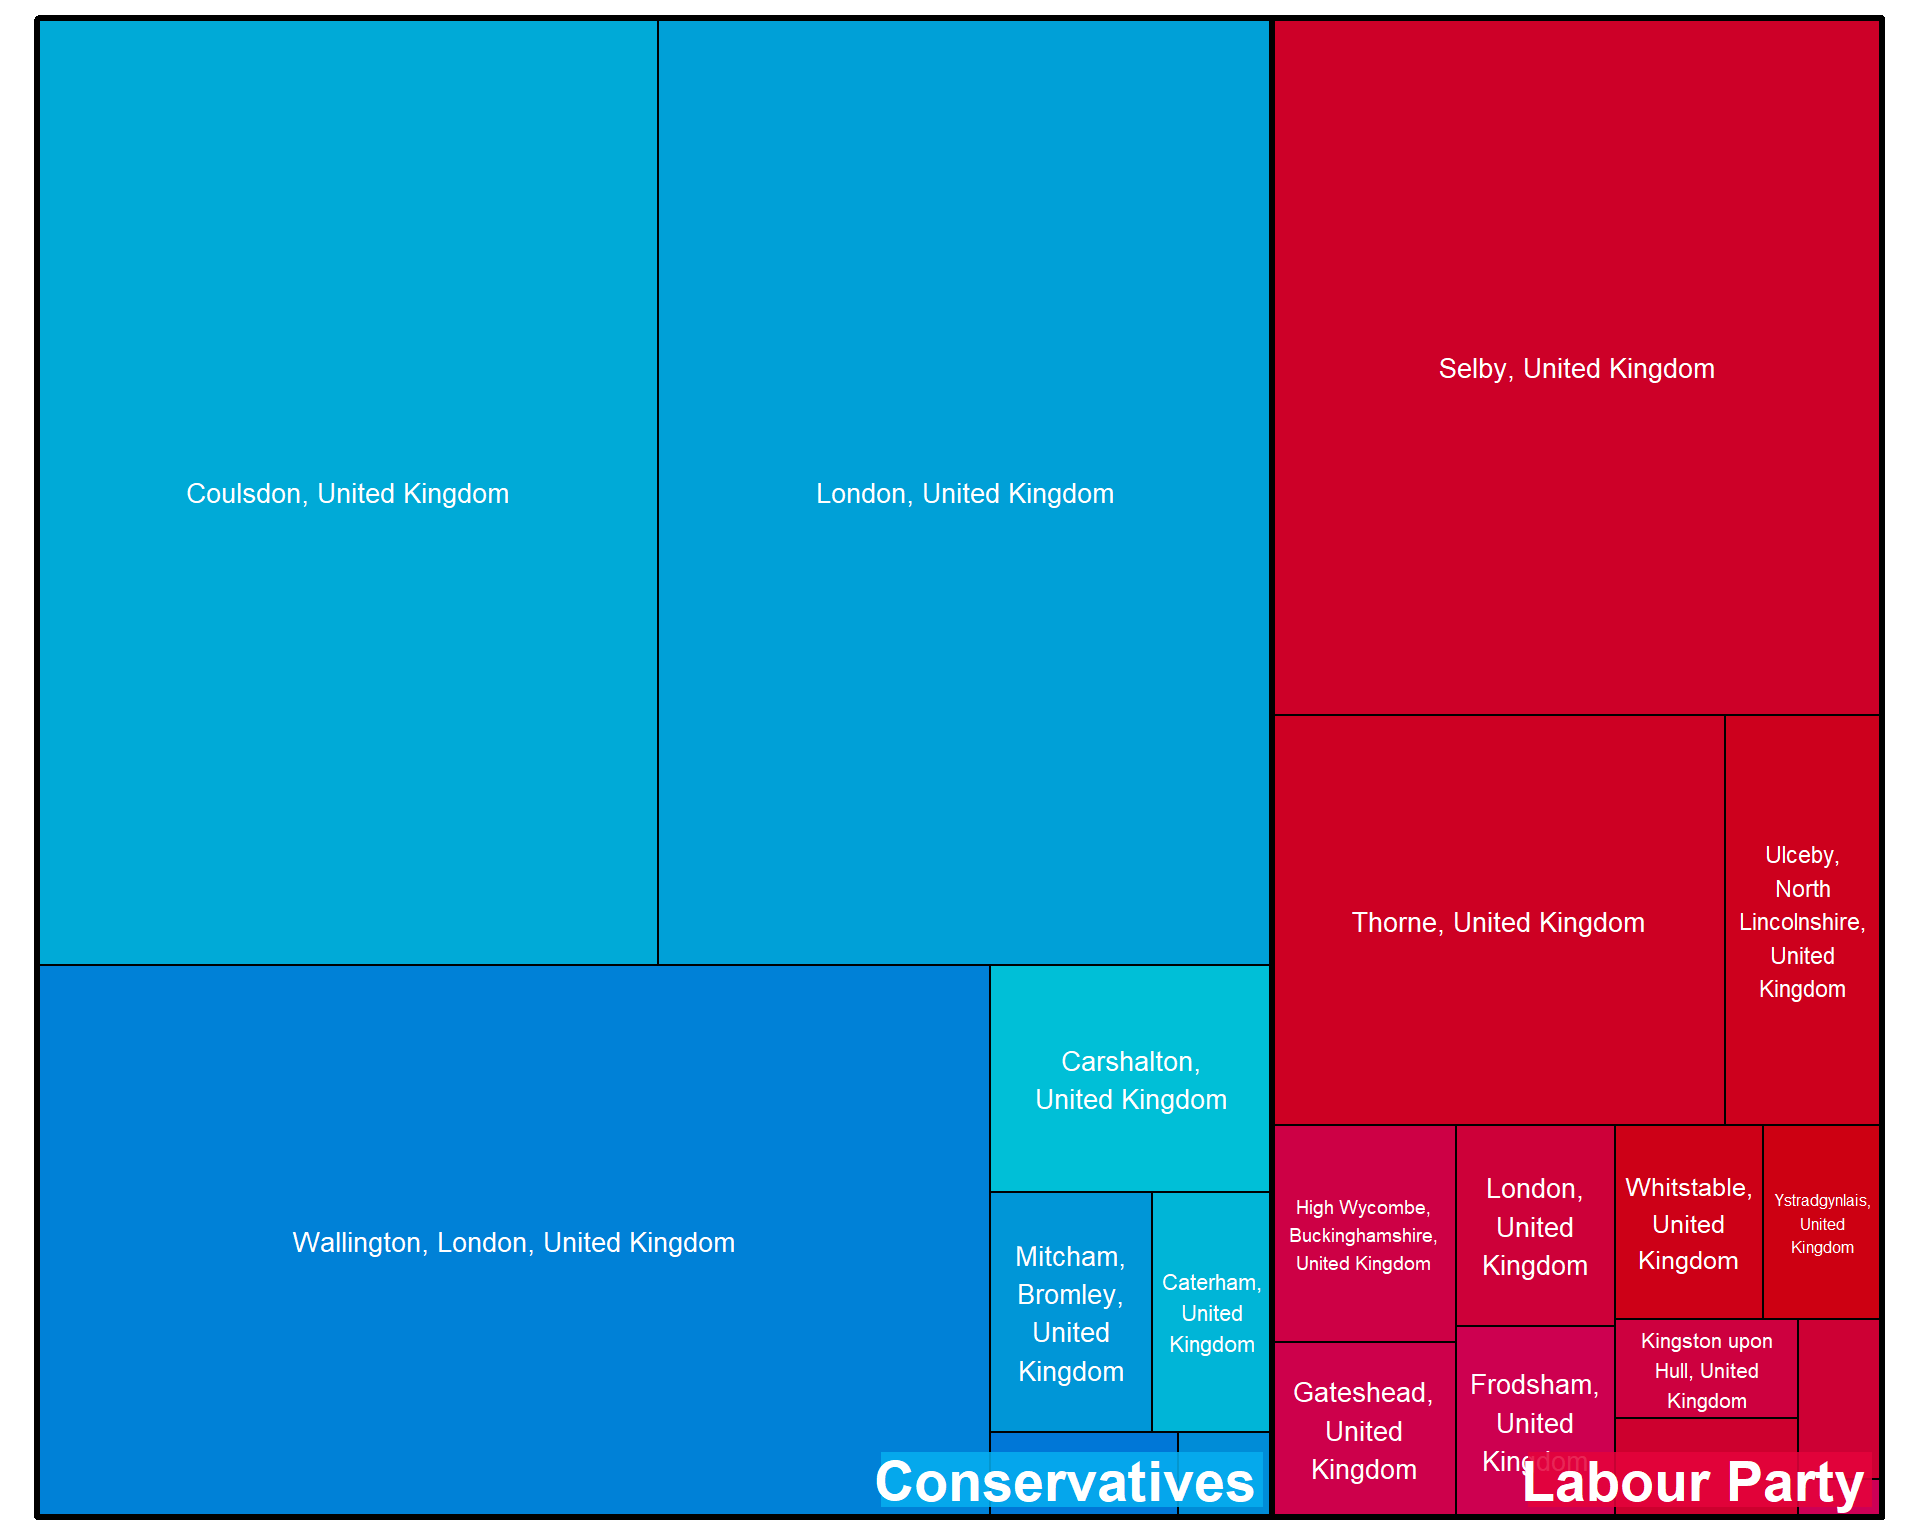 Coulsdon, United Kingdom
London, United Kingdom
Wallington, London, United Kingdom
Carshalton,
United Kingdom
Mitcham,
Bromley,
United
Kingdom
Caterham,
United
Kingdom
Conservatives
Selby, United Kingdom
Thorne, United Kingdom
Ulceby,
North
Lincolnshire,
United
Kingdom
High Wycombe,
Buckinghamshire,
United Kingdom
London,
United
Kingdom
Whitstable,
United
Kingdom
Ystradgynlais,
United
Kingdom
Gateshead,
United
Kingdom
Frodsham,
United
Kingdom
Kingston upon
Hull, United
Kingdom
Labour Party